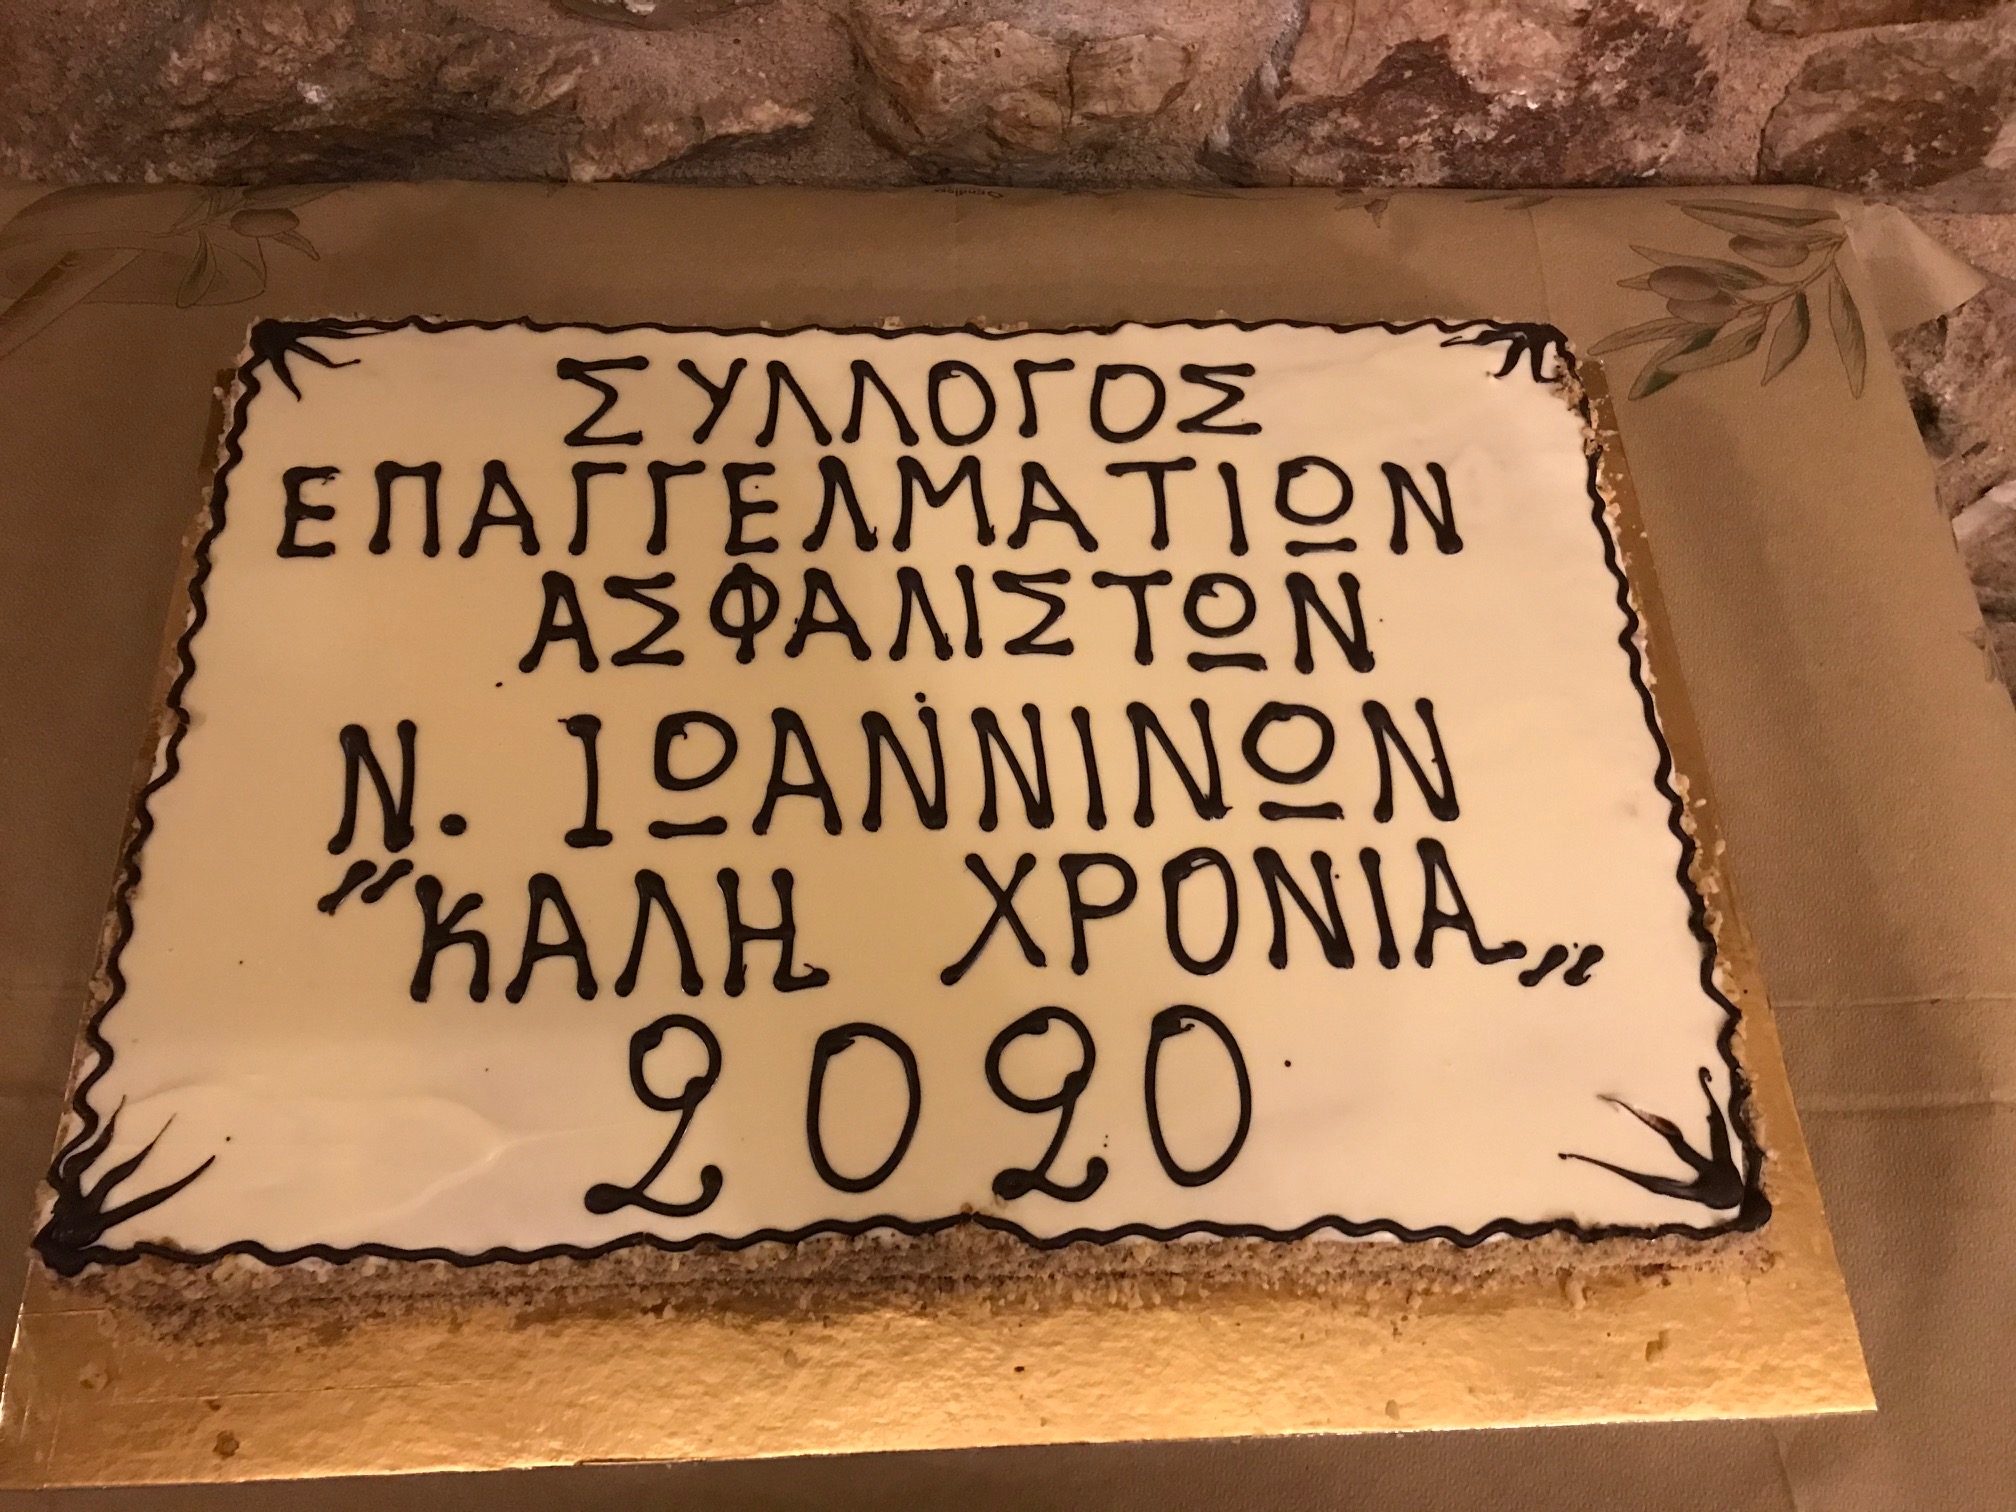 ΣΥΛΛΟΓΟΣ
ΕΠΑΓΓΕΛΜΑΤΙΩΝ
ΑΣΦΑΛΙΣΤΩΝ
Ν. ΙΩΑΝΝΙΝΩΝ
"ΚΑΛΗ ΧΡΟΝΙΑ„
2020